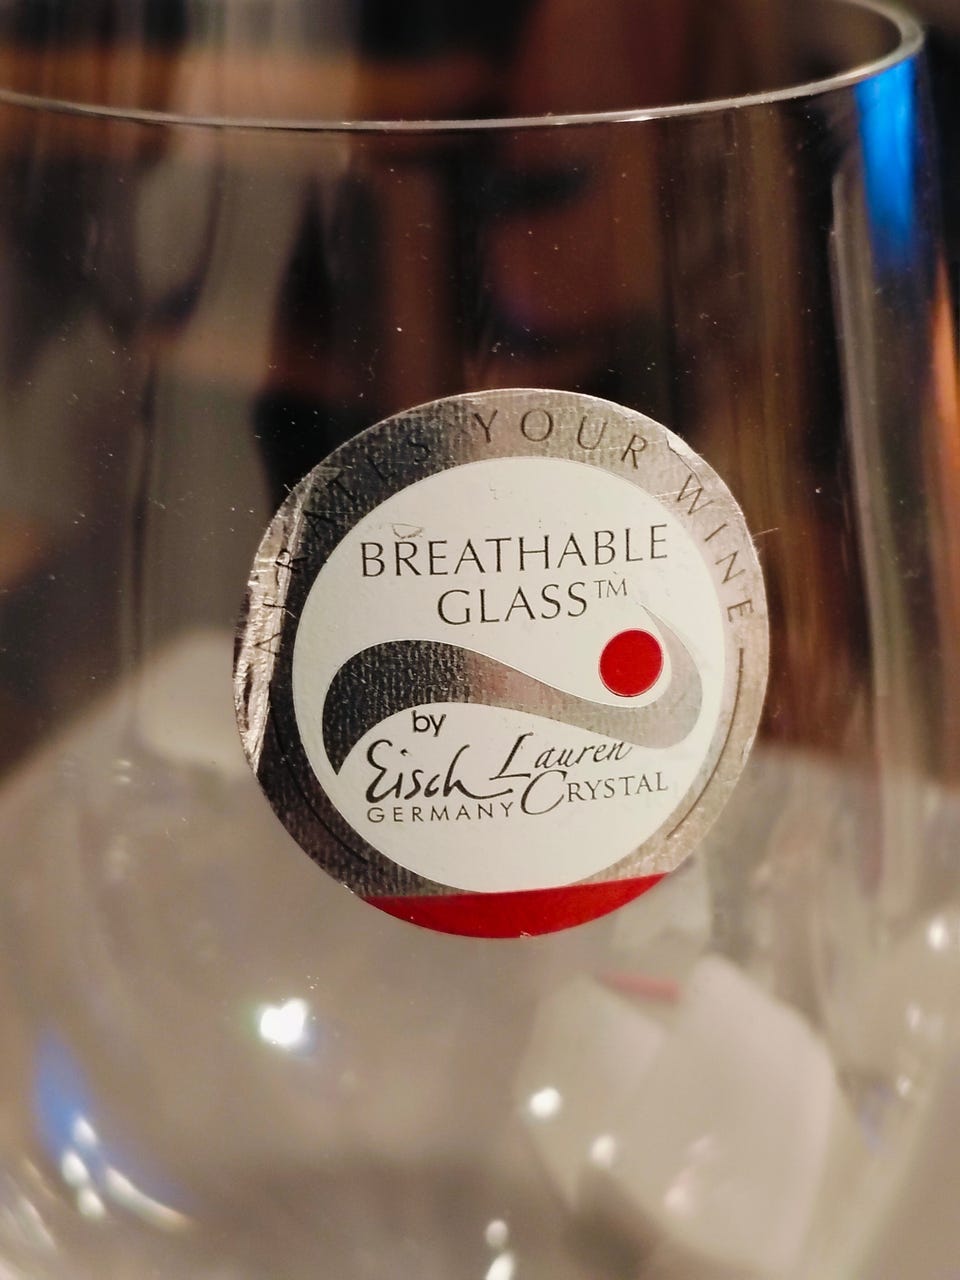 AERATES YOUR WINE
BREATHABLE
GLASS™
by
Eisch Lauren
GERMANY CRYSTAL